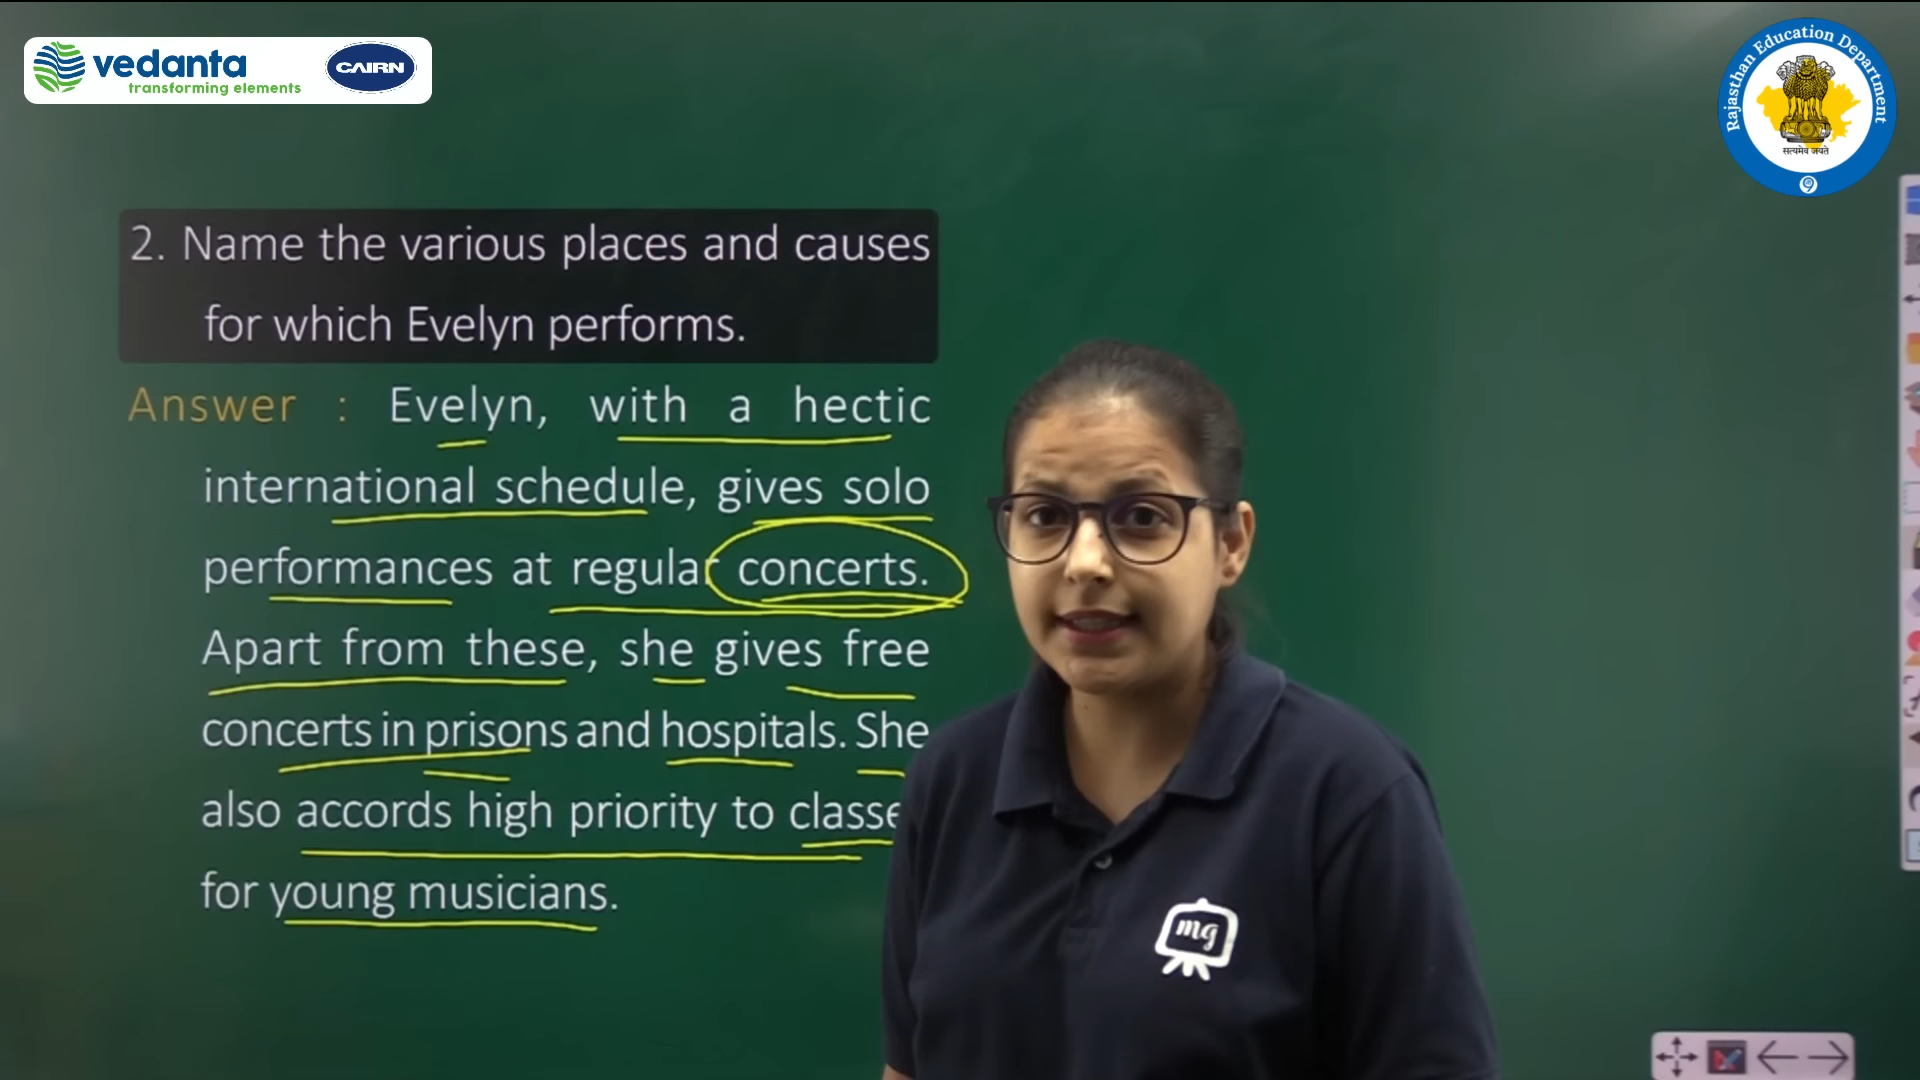 vedanta
transforming elements
CAIRN
Rajasthan Education Department
सत्यमेव जयते
2. Name the various places and causes
for which Evelyn performs.
Answer : Evelyn, with a hectic
international schedule, gives solo
performances at regular concerts.
Apart from these, she gives free
concerts in prisons and hospitals. She
also accords high priority to classe
for young musicians.
mg